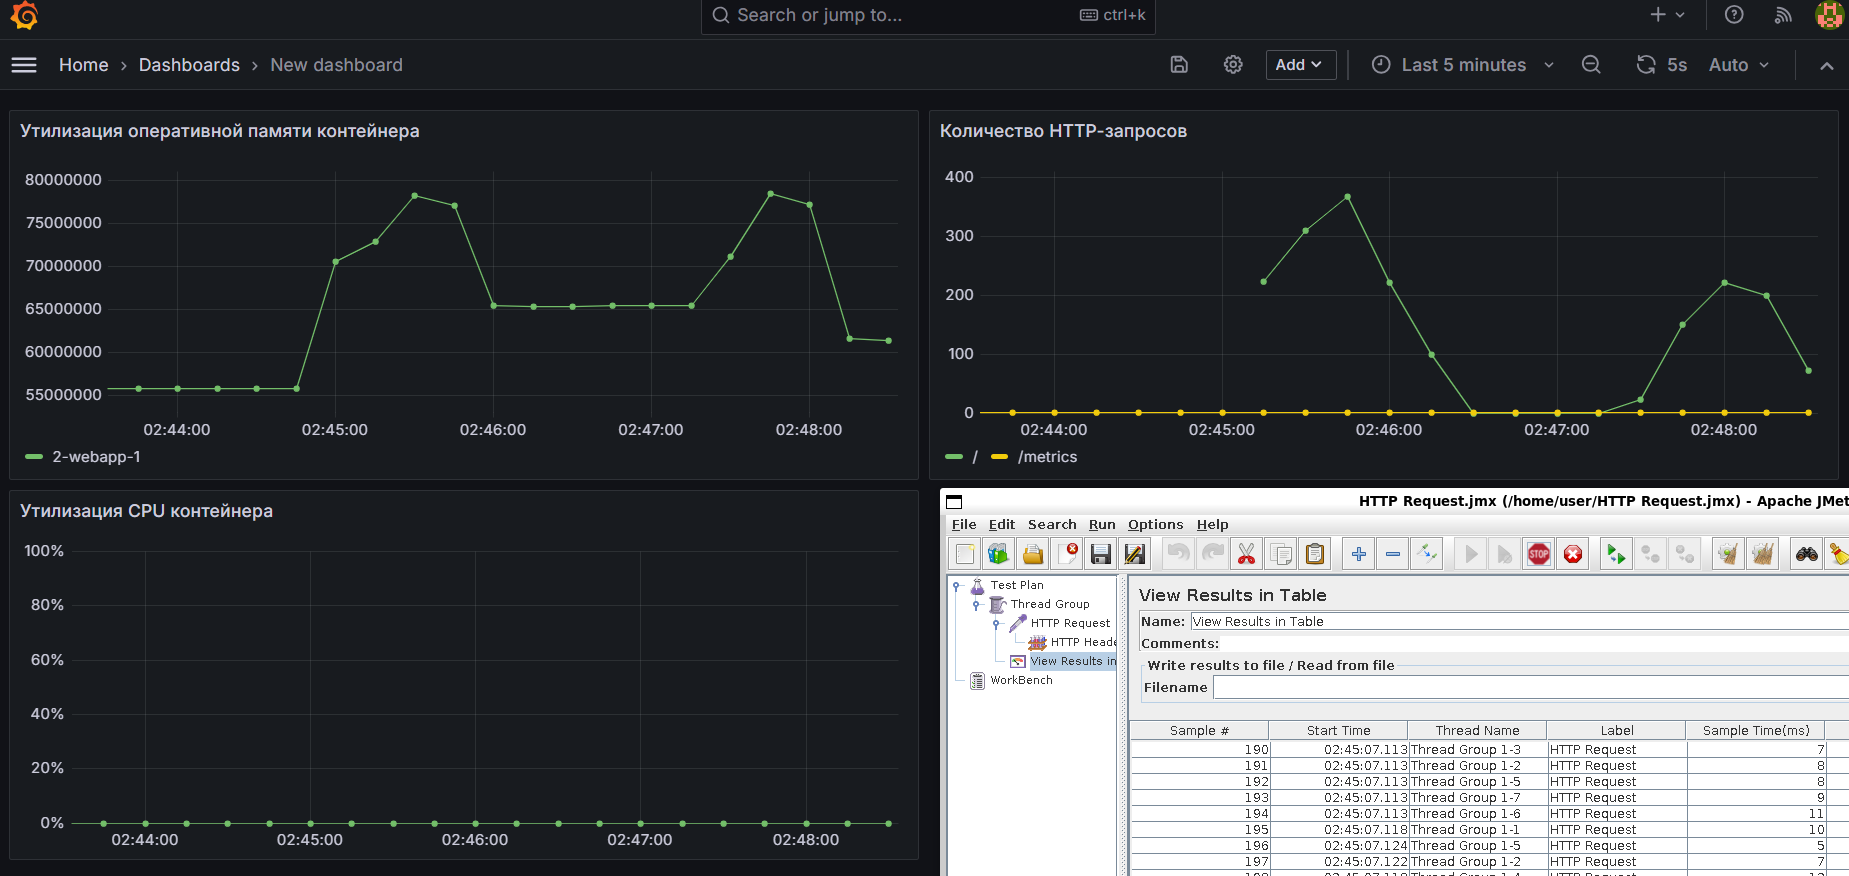 Search or jump to...
ctrl+k
Home › Dashboards › New dashboard
Add
Last 5 minutes
5s
Auto
Утилизация оперативной памяти контейнера
80000000
75000000
70000000
65000000
60000000
55000000
02:44:00 02:45:00 02:46:00 02:47:00 02:48:00
2-webapp-1
Количество HTTP-запросов
400
300
200
100
0
02:44:00 02:45:00 02:46:00 02:47:00 02:48:00
/ /metrics
Утилизация CPU контейнера
100%
80%
60%
40%
20%
0%
02:44:00 02:45:00 02:46:00 02:47:00 02:48:00
HTTP Request.jmx (/home/user/HTTP Request.jmx) - Apache JMet
File Edit Search Run Options Help
STOP
Test Plan
Thread Group
HTTP Request
HTTP Heade
View Results in
WorkBench
View Results in Table
Name: View Results in Table
Comments:
Write results to file / Read from file
Filename
Sample # Start Time Thread Name Label Sample Time(ms)
190 02:45:07.113 Thread Group 1-3 HTTP Request 7
191 02:45:07.113 Thread Group 1-2 HTTP Request 8
192 02:45:07.113 Thread Group 1-5 HTTP Request 8
193 02:45:07.113 Thread Group 1-7 HTTP Request 9
194 02:45:07.113 Thread Group 1-6 HTTP Request 11
195 02:45:07.118 Thread Group 1-1 HTTP Request 10
196 02:45:07.124 Thread Group 1-5 HTTP Request 5
197 02:45:07.122 Thread Group 1-2 HTTP Request 7